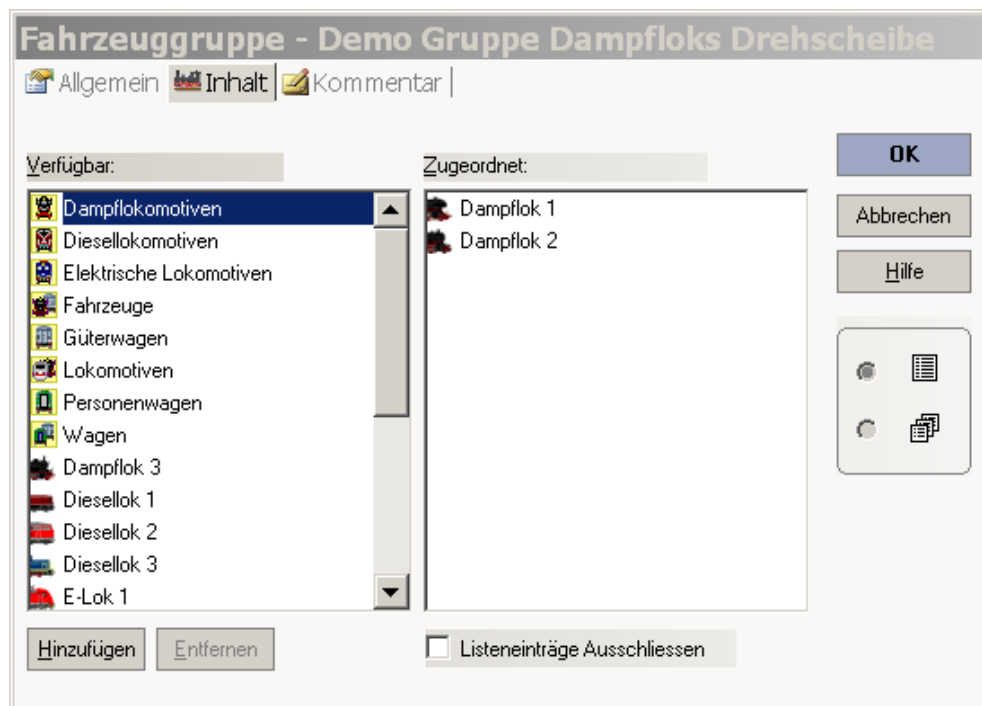 Fahrzeuggruppe - Demo Gruppe Dampfloks Drehscheibe
Allgemein Inhalt Kommentar
Verfügbar:
Zugeordnet:
OK
Abbrechen
Hilfe
Dampflokomotiven
Diesellokomotiven
Elektrische Lokomotiven
Fahrzeuge
Güterwagen
Lokomotiven
Personenwagen
Wagen
Dampflok 3
Diesellok 1
Diesellok 2
Diesellok 3
E-Lok 1
Dampflok 1
Dampflok 2
Hinzufügen
Entfernen
Listeneinträge Ausschliessen